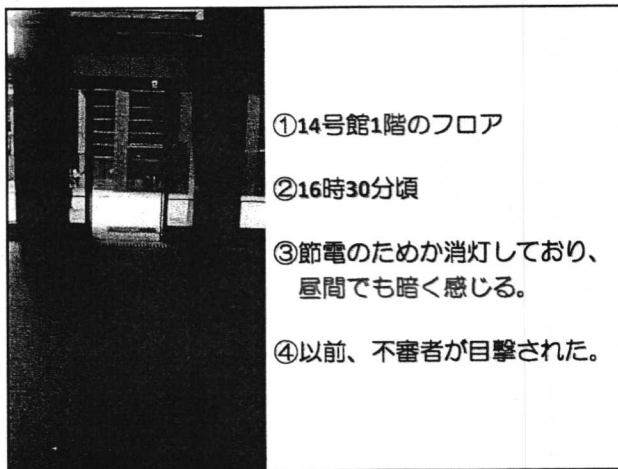 ①14号館1階のフロア
②16時30分頃
③節電のためか消灯しており、
昼間でも暗く感じる。
④以前、不審者が目撃された。